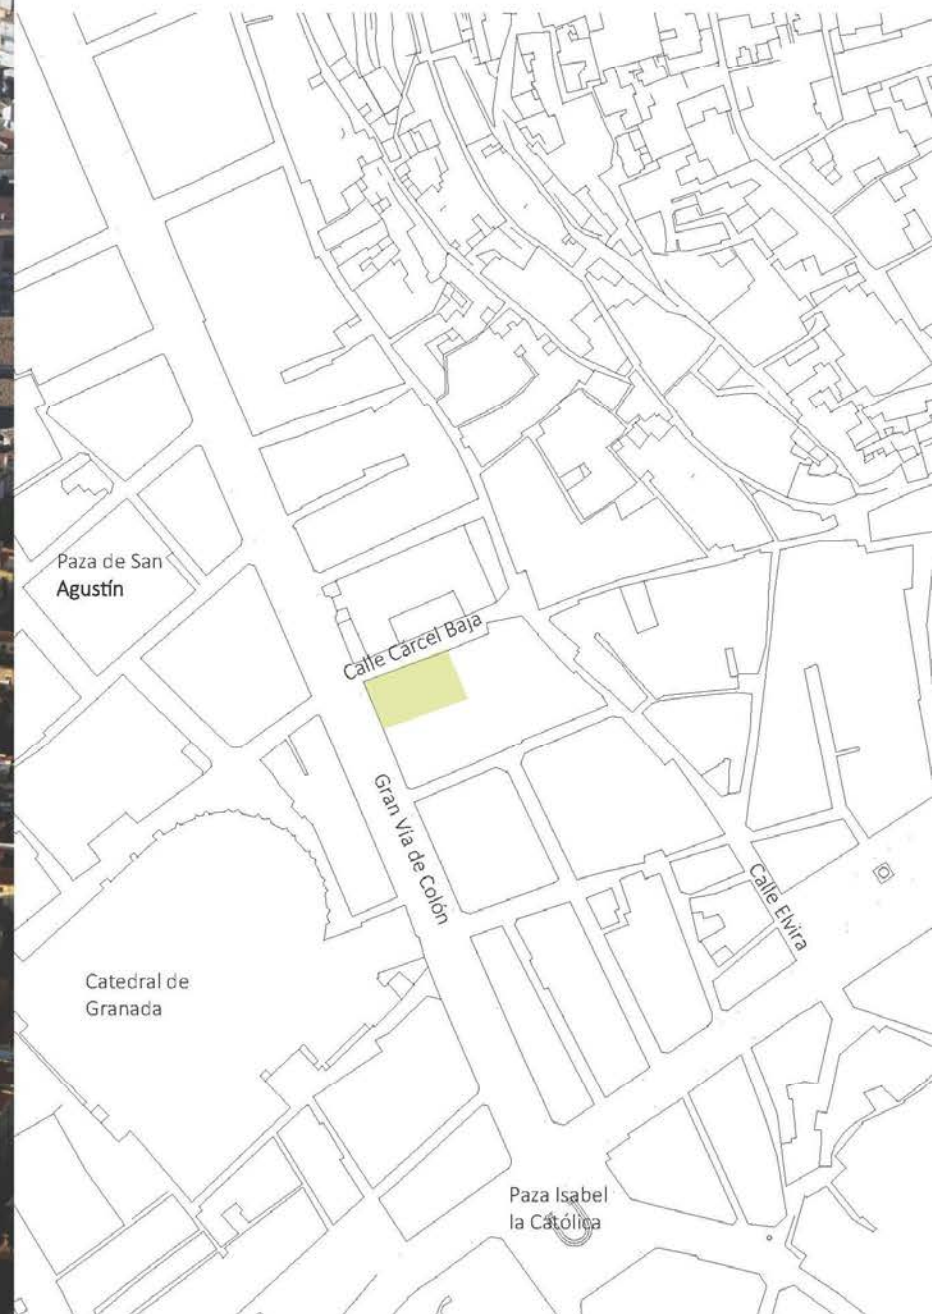 Paza de San
Agustín
Calle Cárcel Baja
Gran Vía de Colón
Calle Elvira
Catedral de
Granada
Paza Isabel
la Católica